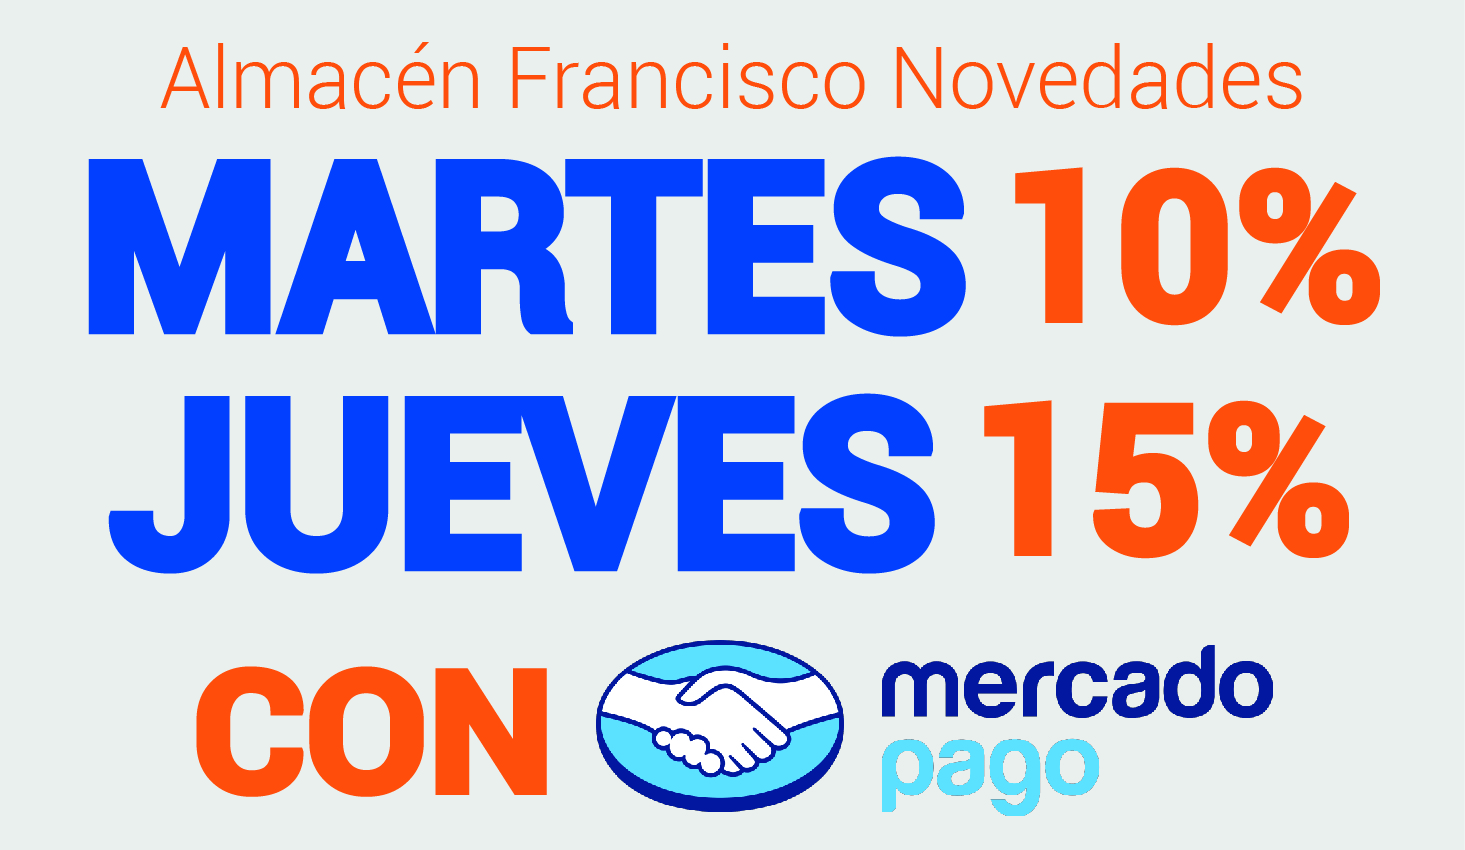 Almacén Francisco Novedades
MARTES 10%
JUEVES 15%
CON mercado
pago